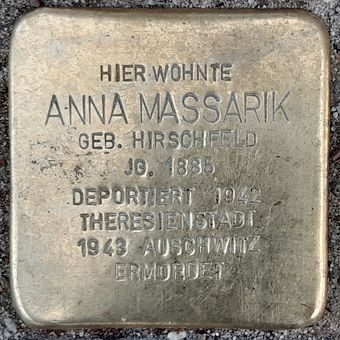 HIER WOHNTE
ANNA MASSARIK
GEB. HIRSCHFELD
JG. 1885
DEPORTIERT 1942
THERESIENSTADT
1943 AUSCHWITZ
ERMORDET